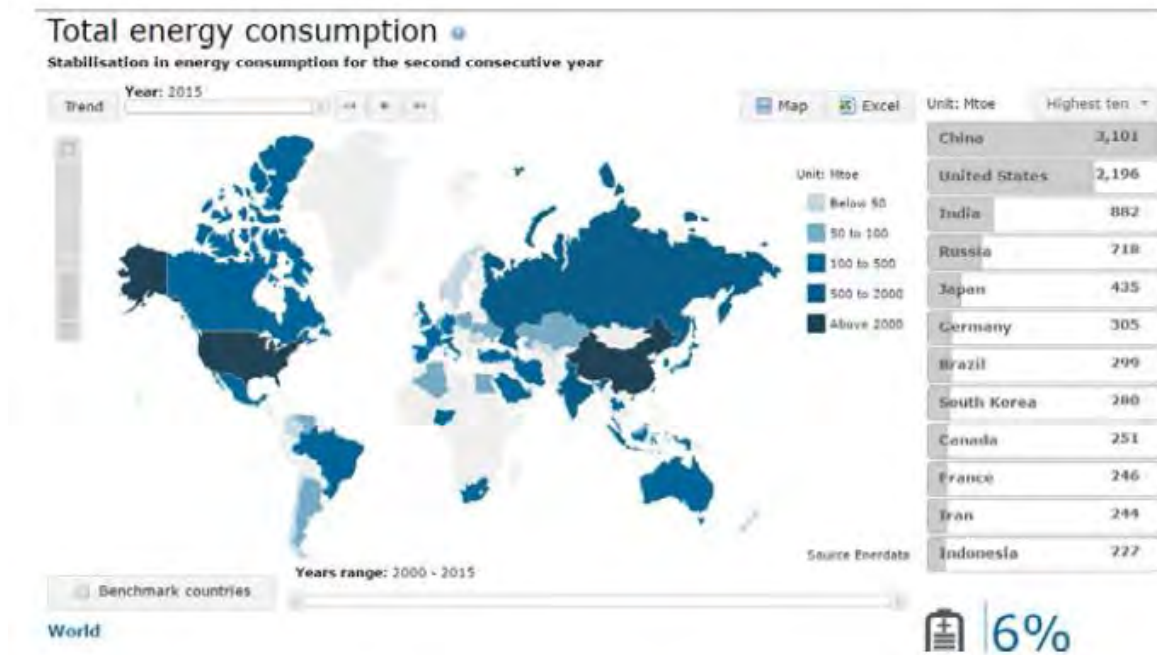 Total energy consumption
Stabilisation in energy consumption for the second consecutive year
Trend
Year: 2015
Map
Excel
Unit: Mtoe
Highest ten
Unit: Mtoe
Below 50
50 to 100
100 to 500
500 to 2000
Above 2000
China 3,101
United States 2,196
India 882
Russia 718
Japan 435
Germany 305
Brazil 299
South Korea 280
Canada 251
France 246
Iran 244
Indonesia 227
Source Enerdata
Years range: 2000 - 2015
Benchmark countries
World
6%